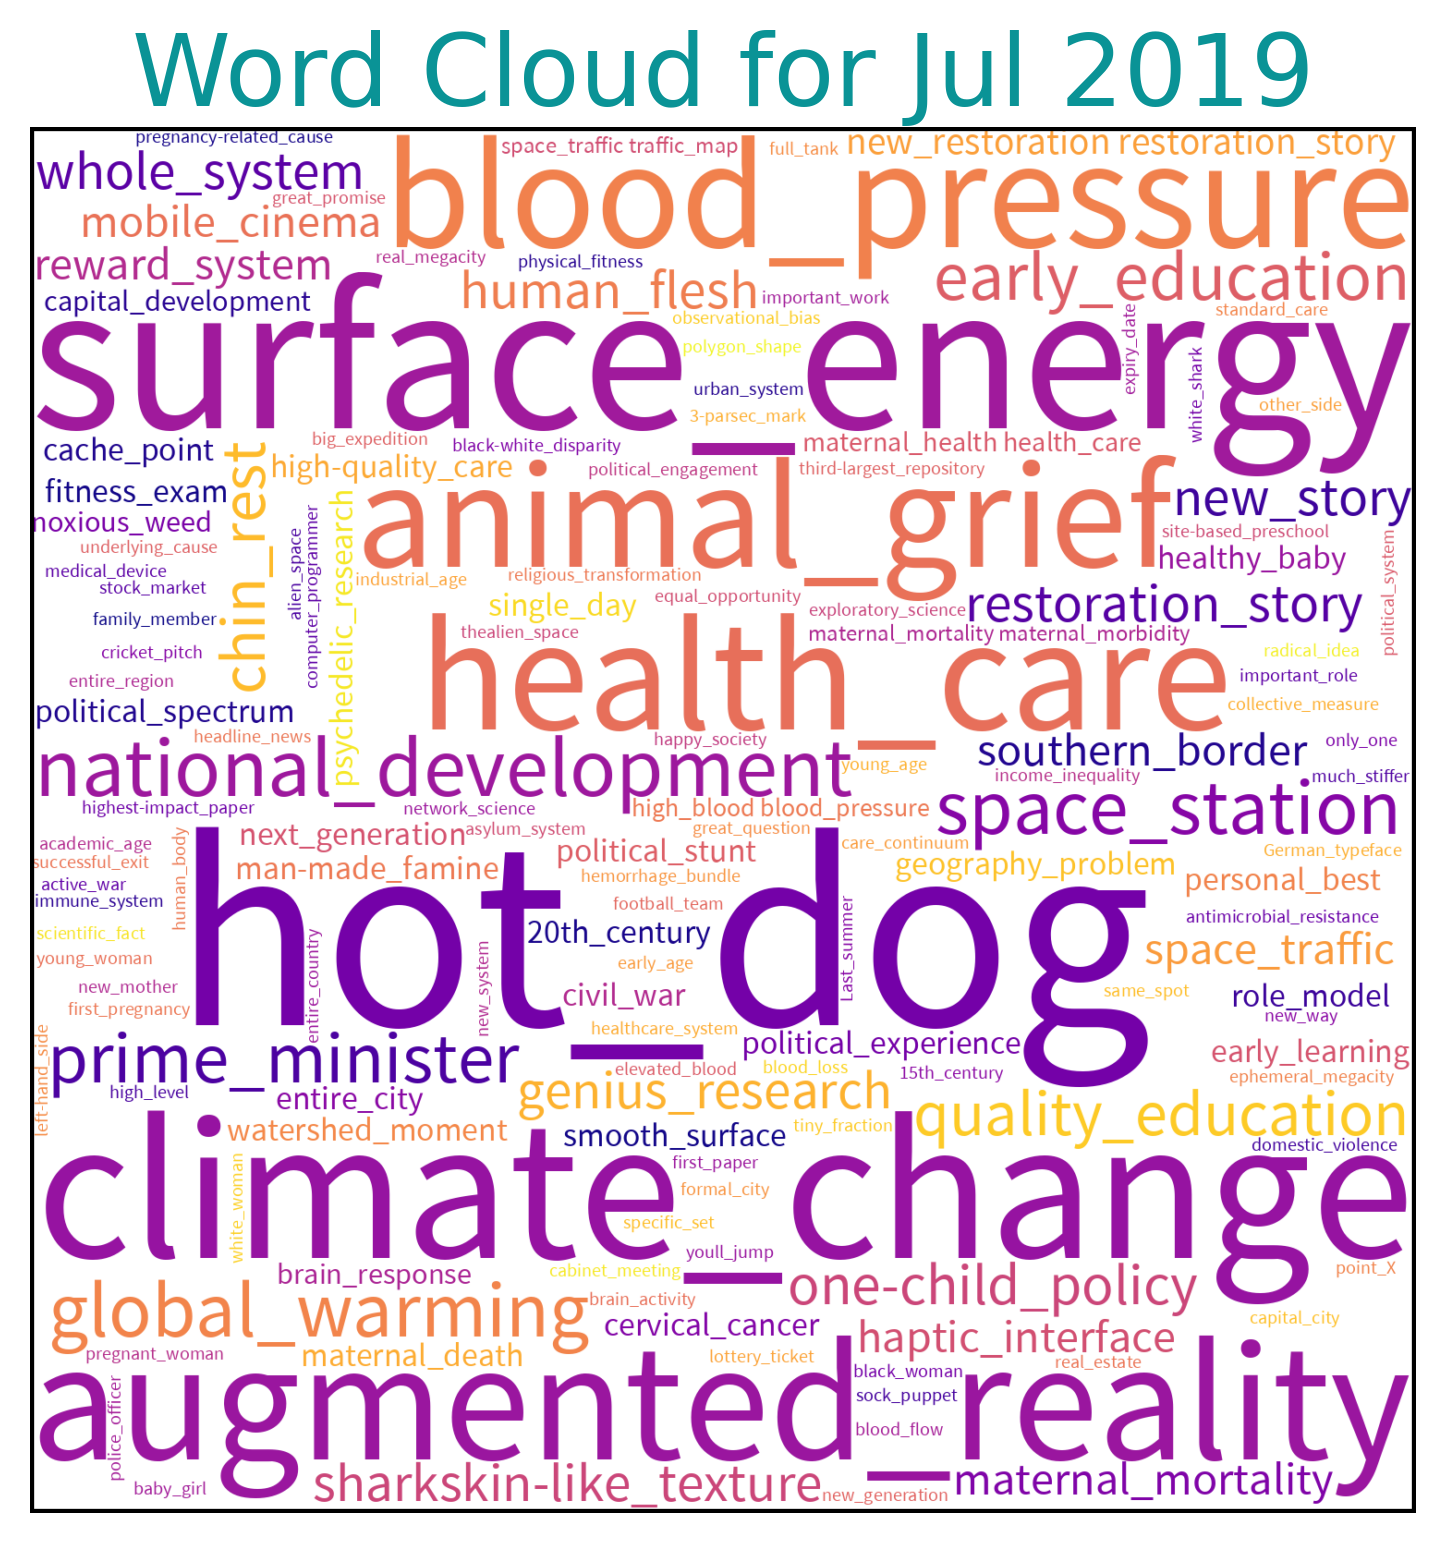 Word Cloud for Jul 2019
pregnancy-related_cause
whole_system
great_promise
mobile_cinema
blood_pressure
space_traffic traffic_map
full_tank
new_restoration restoration_story
reward_system
real_megacity
physical_fitness
early_education
capital_development
human_flesh
important_work
standard_care
observational_bias
surface_energy
polygon_shape
expiry_date
white_shark
urban_system
3-parsec_mark
other_side
cache_point
big_expedition
black-white_disparity
maternal_health health_care
chin_rest
high-quality_care
political_engagement
third-largest_repository
fitness_exam
animal_grief
new_story
noxious_weed
site-based_preschool
underlying_cause
healthy_baby
medical_device
stock_market
alien_space
computer_programmer
psychedelic_research
industrial_age
religious_transformation
political_system
family_member
single_day
equal_opportunity
exploratory_science
restoration_story
thealien_space
maternal_mortality maternal_morbidity
cricket_pitch
radical_idea
entire_region
health_care
important_role
political_spectrum
collective_measure
headline_news
national_development
happy_society
southern_border
only_one
young_age
income_inequality
much_stiffer
highest-impact_paper
network_science
high_blood blood_pressure
space_station
academic_age
human_body
next_generation
asylum_system
great_question
care_continuum
successful_exit
man-made_famine
political_stunt
geography_problem
German_typeface
active_war
hemorrhage_bundle
personal_best
immune_system
hot_dog
football_team
antimicrobial_resistance
scientific_fact
20th_century
space_traffic
young_woman
entire_country
new_system
early_age
Last_summer
new_mother
civil_war
same_spot
role_model
first_pregnancy
new_way
left-hand_side
healthcare_system
prime_minister
political_experience
early_learning
elevated_blood
blood_loss
15th_century
ephemeral_megacity
high_level
entire_city
genius_research
quality_education
watershed_moment
smooth_surface
tiny_fraction
domestic_violence
climate_change
white_woman
first_paper
formal_city
specific_set
youll_jump
brain_response
cabinet_meeting
point_X
global_warming
brain_activity
one-child_policy
capital_city
cervical_cancer
haptic_interface
pregnant_woman
maternal_death
lottery_ticket
real_estate
augmented_reality
black_woman
police_officer
sock_puppet
blood_flow
baby_girl
sharkskin-like_texture
new_generation
maternal_mortality